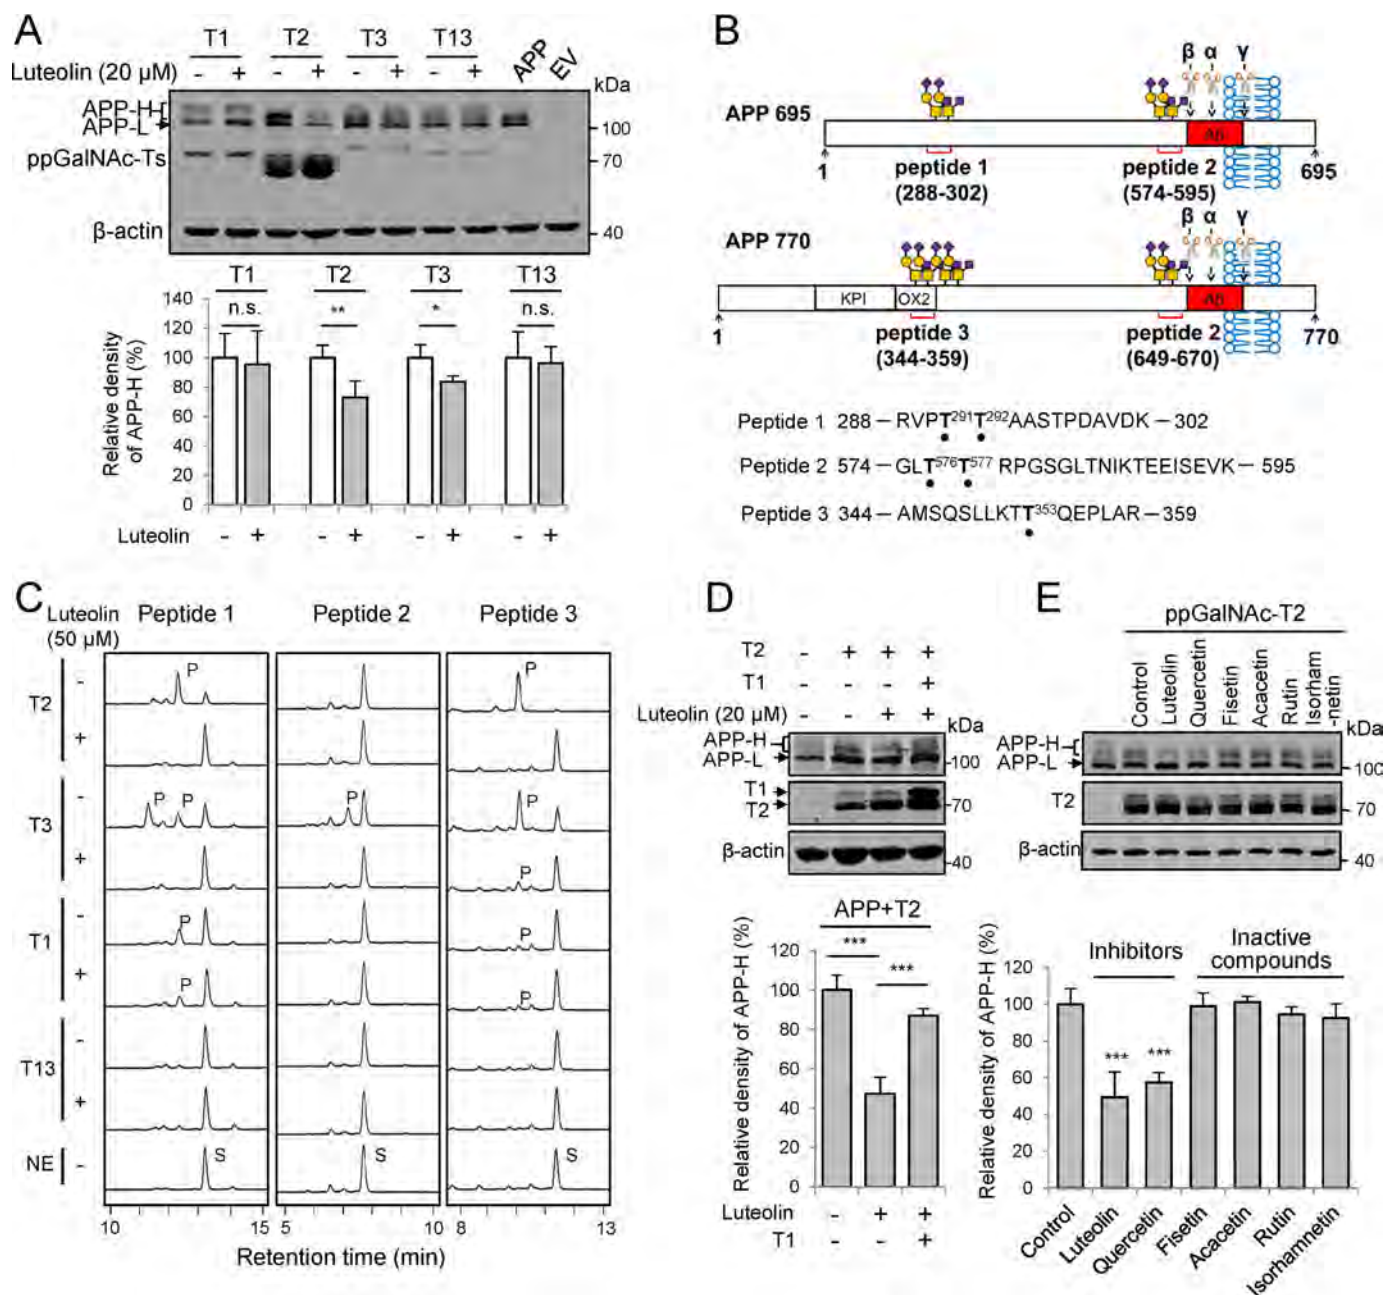 A
T1 T2 T3 T13
Luteolin (20 µM) - + - + - + - + APP EV
kDa
APP-H
APP-L
100
ppGalNAc-Ts
70
β-actin
40
T1 T2 T3 T13
n.s. ** * n.s.
Relative density of APP-H (%)
140
120
100
80
60
40
20
0
Luteolin - + - + - + - +
B
β α γ
APP 695
Aβ
1 peptide 1 peptide 2 695
(288-302) (574-595)
β α γ
APP 770
KPI OX2 Aβ
1 peptide 3 peptide 2 770
(344-359) (649-670)
Peptide 1 288 — RVPT291T292AASTPDAVDK — 302
Peptide 2 574 — GLT576T577 RPGSGLTNIKTEEISEVK — 595
Peptide 3 344 — AMSQSLLKTT353QEPLAR — 359
C
Luteolin (50 µM)
Peptide 1 Peptide 2 Peptide 3
T2 - P P
+
T3 - P P P P
+ P
T1 - P P
+ P P
T13 -
+
NE - S S S
10 15 5 10 8 13
Retention time (min)
D
T2 - + + +
T1 - - - +
Luteolin (20 µM) - - + +
kDa
APP-H
APP-L
100
T1
T2
70
β-actin
40
APP+T2
*** ***
Relative density of APP-H (%)
120
100
80
60
40
20
0
Luteolin - + +
T1 - - +
E
ppGalNAc-T2
Control Luteolin Quercetin Fisetin Acacetin Rutin Isorham-netin
kDa
APP-H
APP-L
100
T2
70
β-actin
40
Inhibitors Inactive compounds
*** ***
Relative density of APP-H (%)
120
100
80
60
40
20
0
Control Luteolin Quercetin Fisetin Acacetin Rutin Isorhamnetin